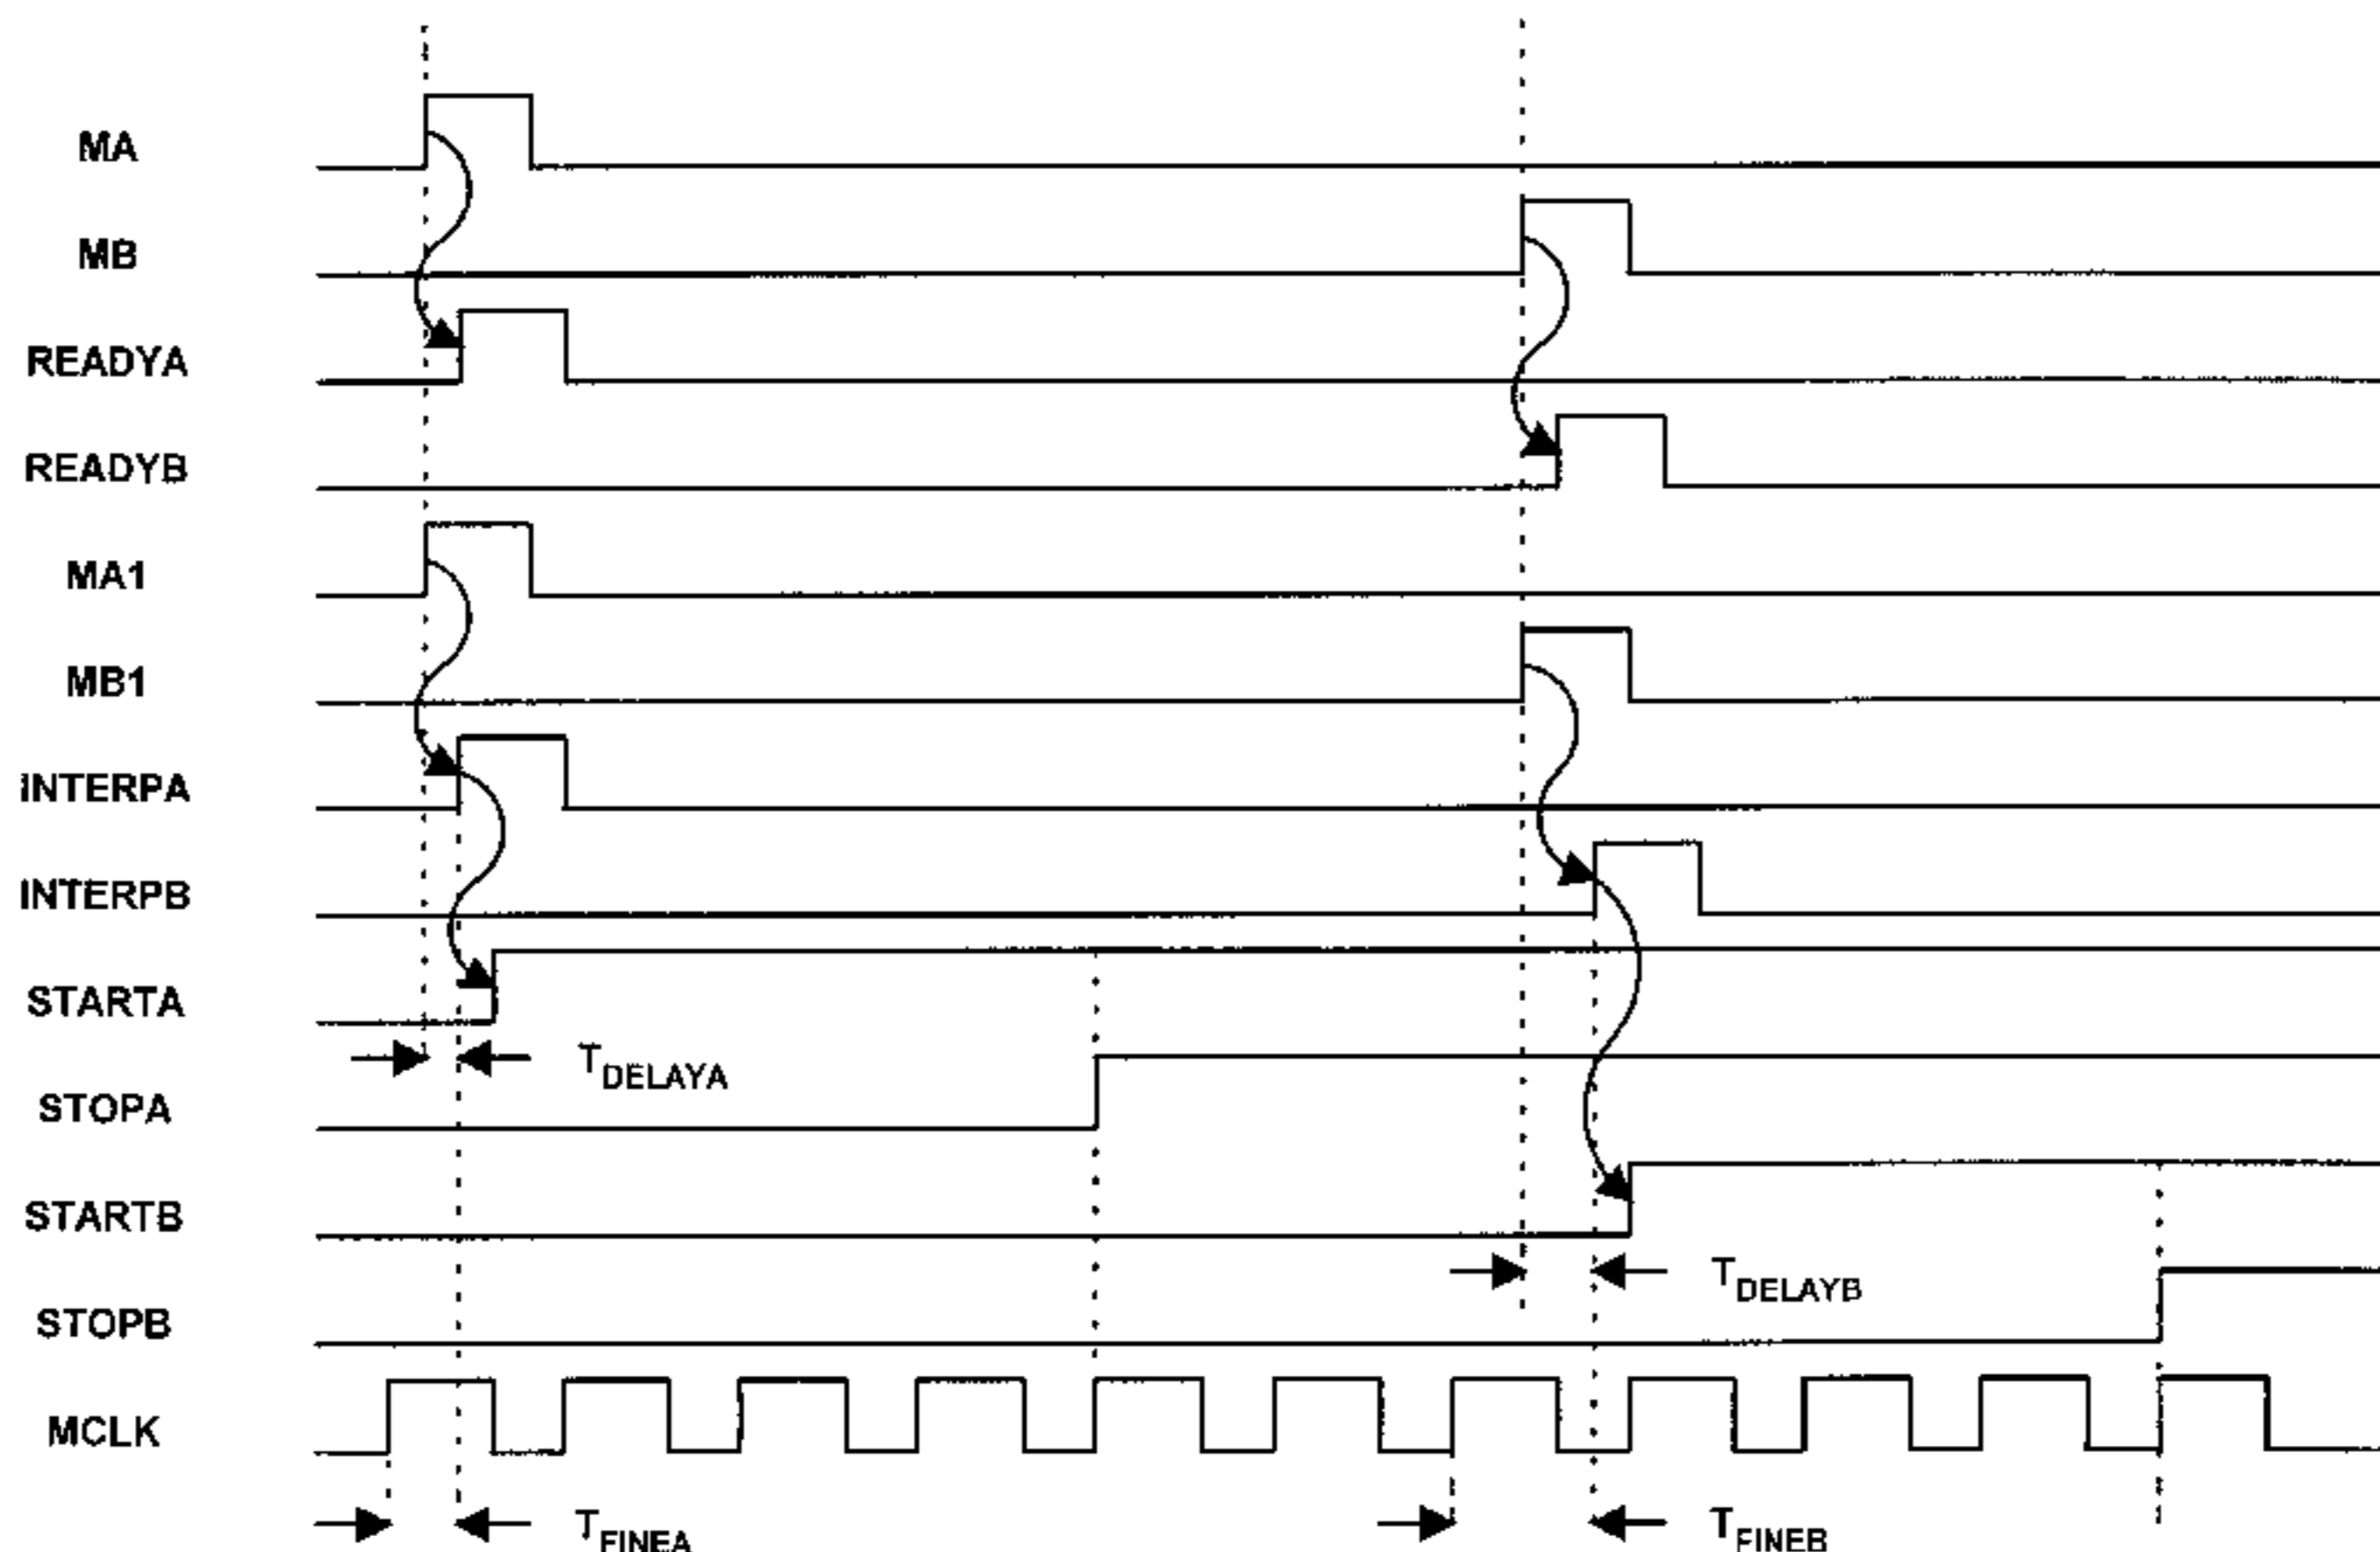 MA
MB
READYA
READYB
MA1
MB1
INTERPA
INTERPB
STARTA
TDELAYA
STOPA
STARTB
TDELAYB
STOPB
MCLK
TFINEA
TFINEB